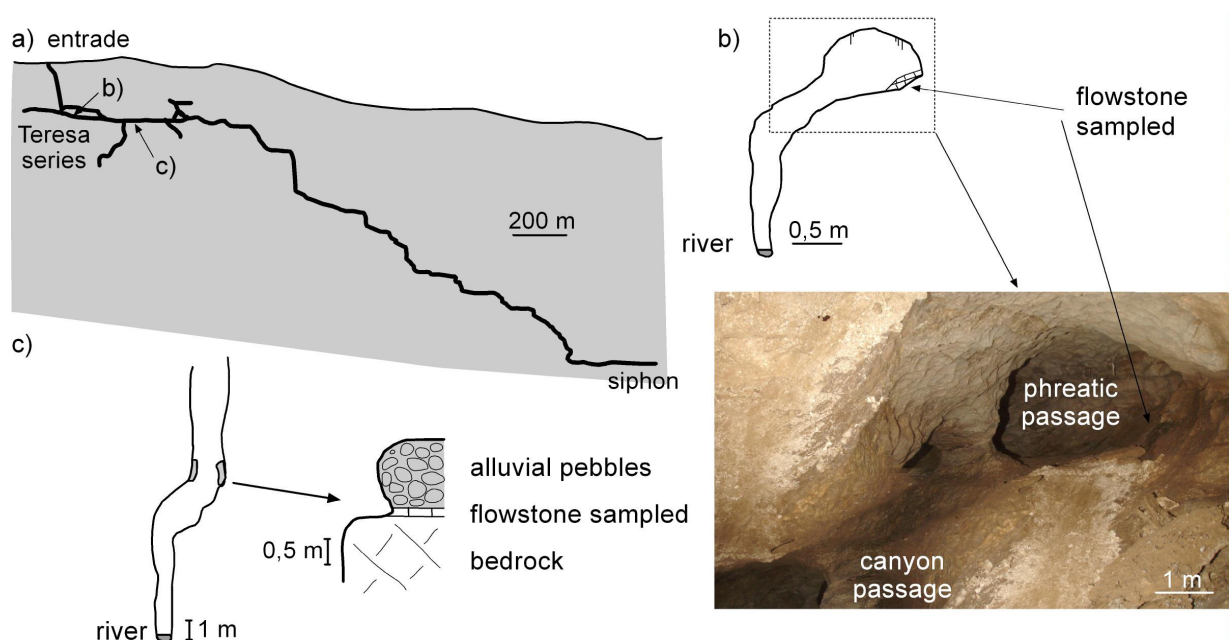 a) entrade
b)
Teresa
series
c)
200 m
siphon
b)
flowstone
sampled
river
0,5 m
phreatic
passage
canyon
passage
1 m
c)
alluvial pebbles
flowstone sampled
0,5 m
bedrock
river
1 m